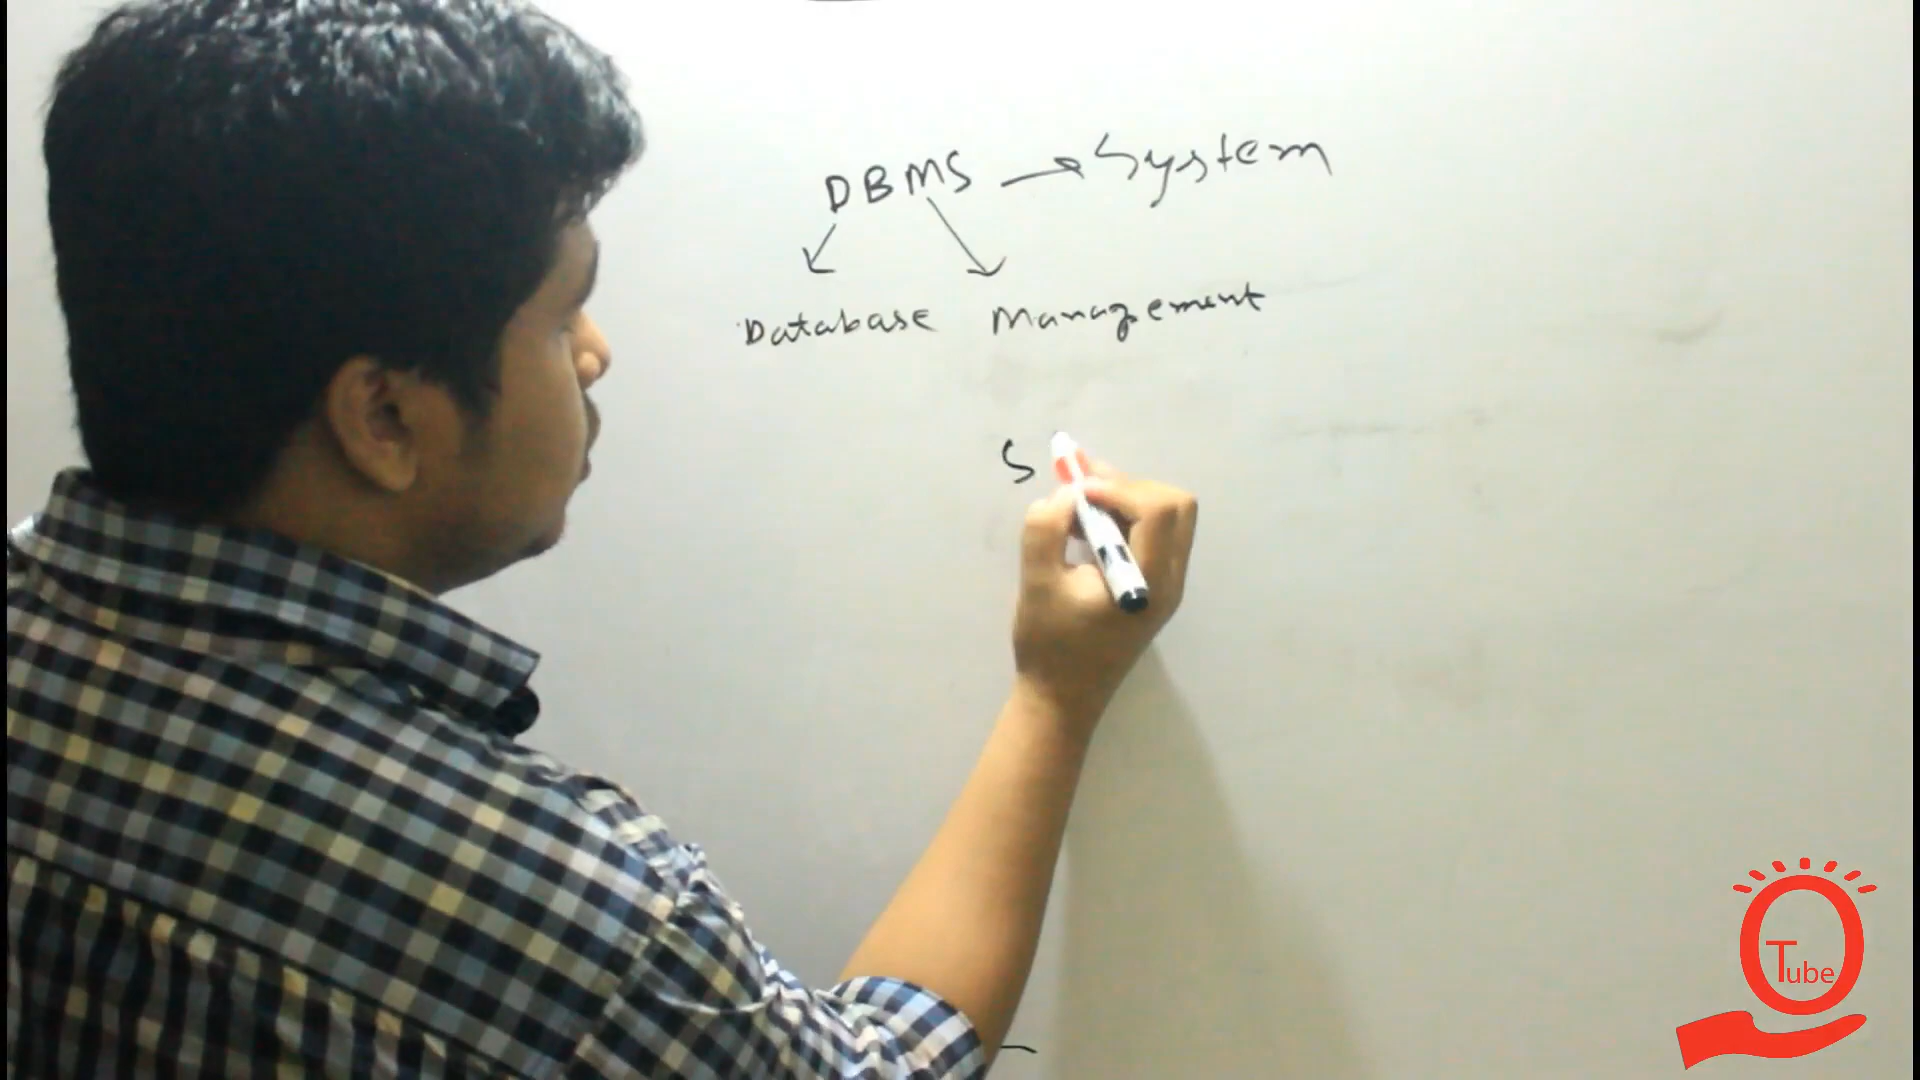 DBMS → System
Database Management
S
Tube